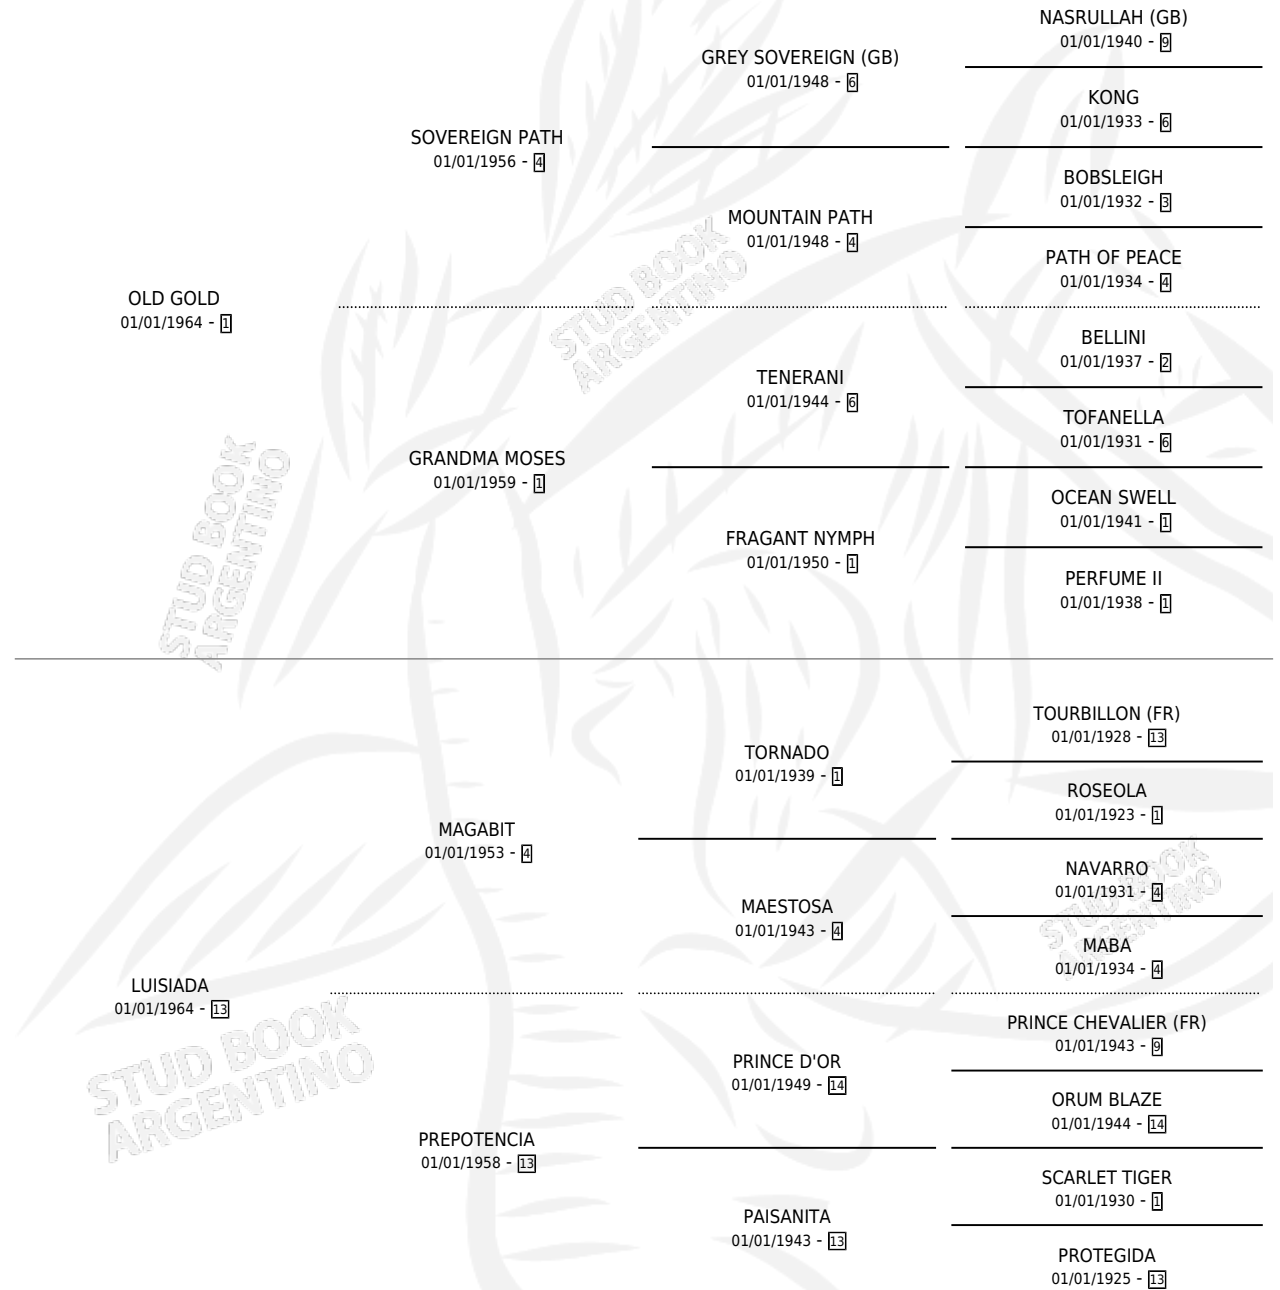 NASRULLAH (GB)
01/01/1940 - 9
GREY SOVEREIGN (GB)
01/01/1948 - 6
KONG
01/01/1933 - 6
SOVEREIGN PATH
01/01/1956 - 4
BOBSLEIGH
01/01/1932 - 3
MOUNTAIN PATH
01/01/1948 - 4
PATH OF PEACE
01/01/1934 - 4
OLD GOLD
01/01/1964 - 1
BELLINI
01/01/1937 - 2
TENERANI
01/01/1944 - 6
TOFANELLA
01/01/1931 - 6
GRANDMA MOSES
01/01/1959 - 1
OCEAN SWELL
01/01/1941 - 1
FRAGANT NYMPH
01/01/1950 - 1
PERFUME II
01/01/1938 - 1
STUD BOOK
ARGENTINO
STUD BOOK
ARGENTINO
TOURBILLON (FR)
01/01/1928 - 13
TORNADO
01/01/1939 - 1
ROSEOLA
01/01/1923 - 1
MAGABIT
01/01/1953 - 4
NAVARRO
01/01/1931 - 4
MAESTOSA
01/01/1943 - 4
MABA
01/01/1934 - 4
STUD BOOK
ARGENTINO
LUISIADA
01/01/1964 - 13
PRINCE CHEVALIER (FR)
01/01/1943 - 9
PRINCE D'OR
01/01/1949 - 14
ORUM BLAZE
01/01/1944 - 14
PREPOTENCIA
01/01/1958 - 13
SCARLET TIGER
01/01/1930 - 1
PAISANITA
01/01/1943 - 13
PROTEGIDA
01/01/1925 - 13
STUD BOOK
ARGENTINO